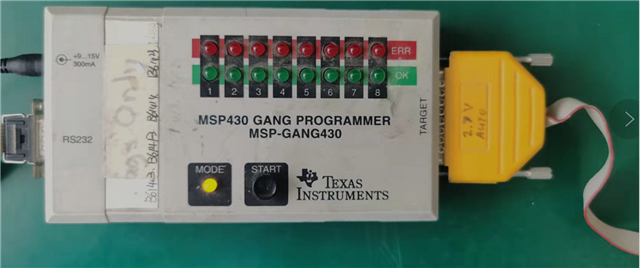 +9...15V
300mA
RS232
Only
ERR
OK
1 2 3 4 5 6 7 8
MSP430 GANG PROGRAMMER
MSP-GANG430
MODE
START
TEXAS
INSTRUMENTS
TARGET
2.7V